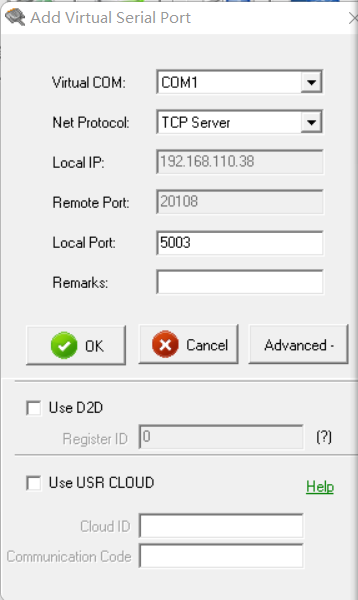 Add Virtual Serial Port
Virtual COM: COM1
Net Protocol: TCP Server
Local IP: 192.168.110.38
Remote Port: 20108
Local Port: 5003
Remarks:
OK Cancel Advanced -
Use D2D
Register ID 0 (?)
Use USR CLOUD Help
Cloud ID
Communication Code